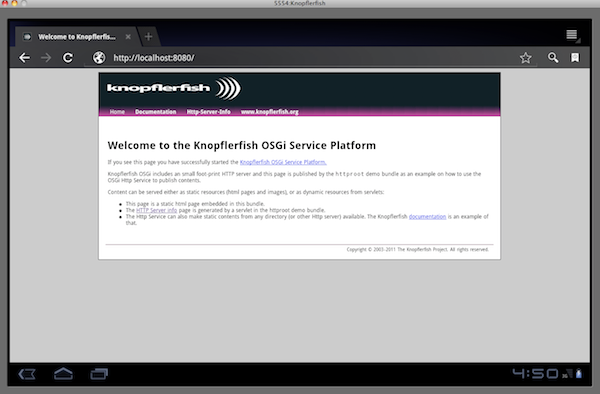 5554:Knopflerfish
Welcome to Knopflerfis...
http://localhost:8080/
knopflerfish
Home Documentation Http-Server-Info www.knopflerfish.org
Welcome to the Knopflerfish OSGi Service Platform
If you see this page you have successfully started the Knopflerfish OSGi Service Platform.
Knopflerfish OSGi includes an small foot-print HTTP server and this page is published by the httproot demo bundle as an example on how to use the
OSGi Http Service to publish contents.
Content can be served either as static resources (html pages and images), or as dynamic resources from servlets:
This page is a static html page embedded in this bundle.
The HTTP Server info page is generated by a servlet in the httproot demo bundle.
The Http Service can also make static contents from any directory (or other Http server) available. The Knopflerfish documentation is an example of
that.
Copyright © 2003-2011 The Knopflerfish Project. All rights reserved.
4:50